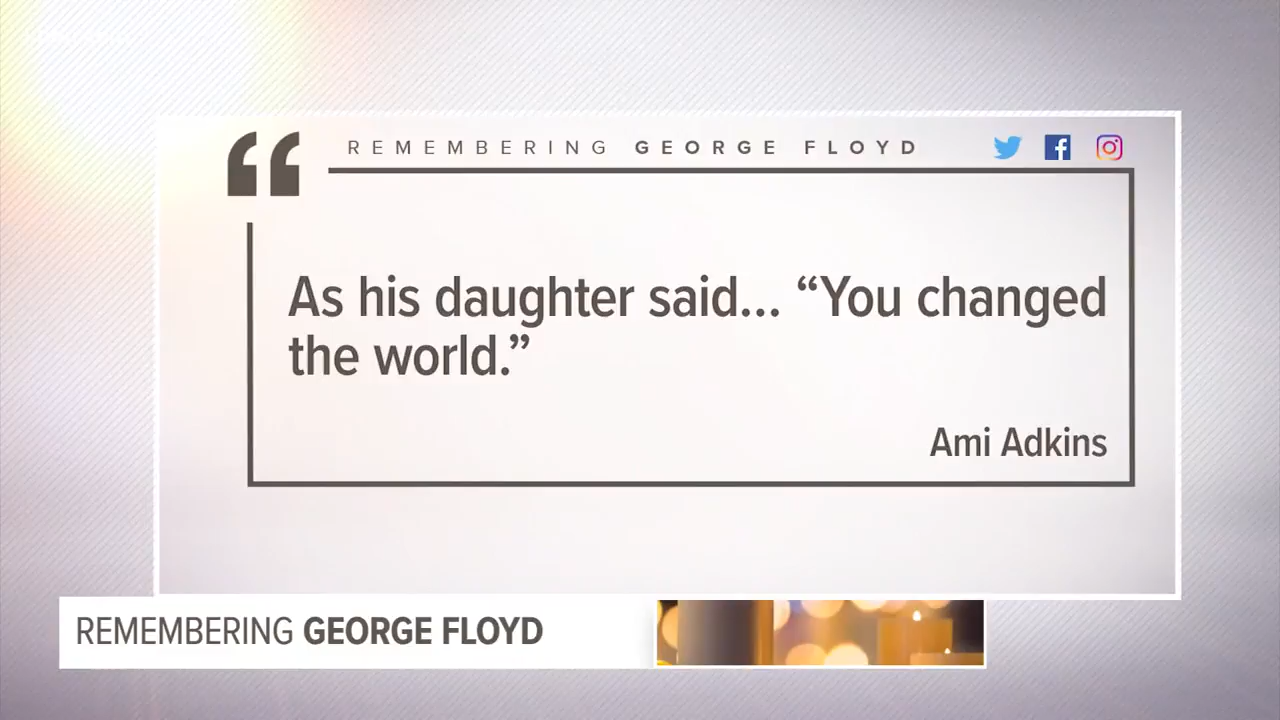 REMEMBERING GEORGE FLOYD
As his daughter said... “You changed
the world.”
Ami Adkins
REMEMBERING GEORGE FLOYD